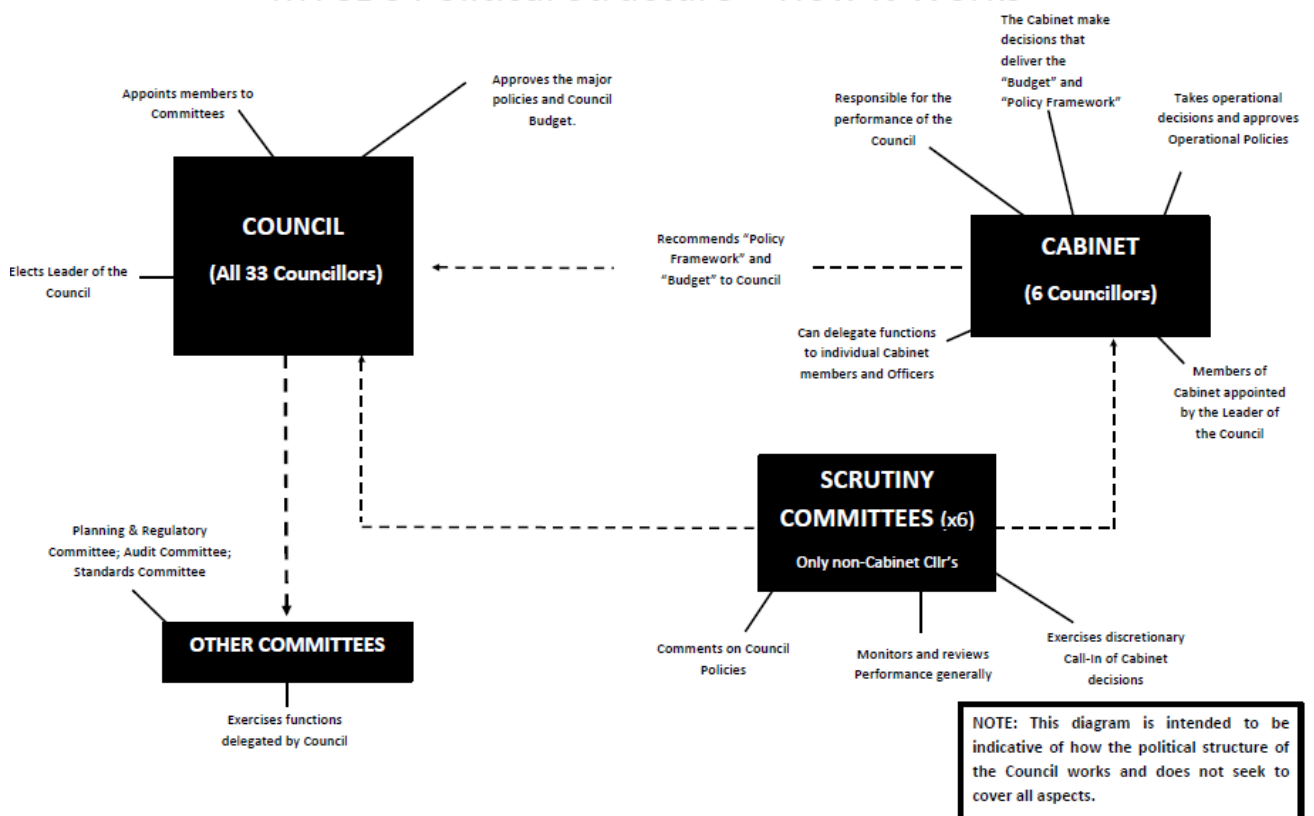 Political Structure – How it Works
The Cabinet make
decisions that
deliver the
“Budget” and
“Policy Framework”
Approves the major
policies and Council
Budget.
Appoints members to
Committees
Responsible for the
performance of the
Council
Takes operational
decisions and approves
Operational Policies
COUNCIL
(All 33 Councillors)
Elects Leader of the
Council
Recommends “Policy
Framework” and
“Budget” to Council
CABINET
(6 Councillors)
Can delegate functions
to individual Cabinet
members and Officers
Members of
Cabinet appointed
by the Leader of
the Council
SCRUTINY
COMMITTEES (x6)
Only non-Cabinet Cllr's
Planning & Regulatory
Committee; Audit Committee;
Standards Committee
OTHER COMMITTEES
Exercises functions
delegated by Council
Comments on Council
Policies
Monitors and reviews
Performance generally
Exercises discretionary
Call-In of Cabinet
decisions
NOTE: This diagram is intended to be
indicative of how the political structure of
the Council works and does not seek to
cover all aspects.